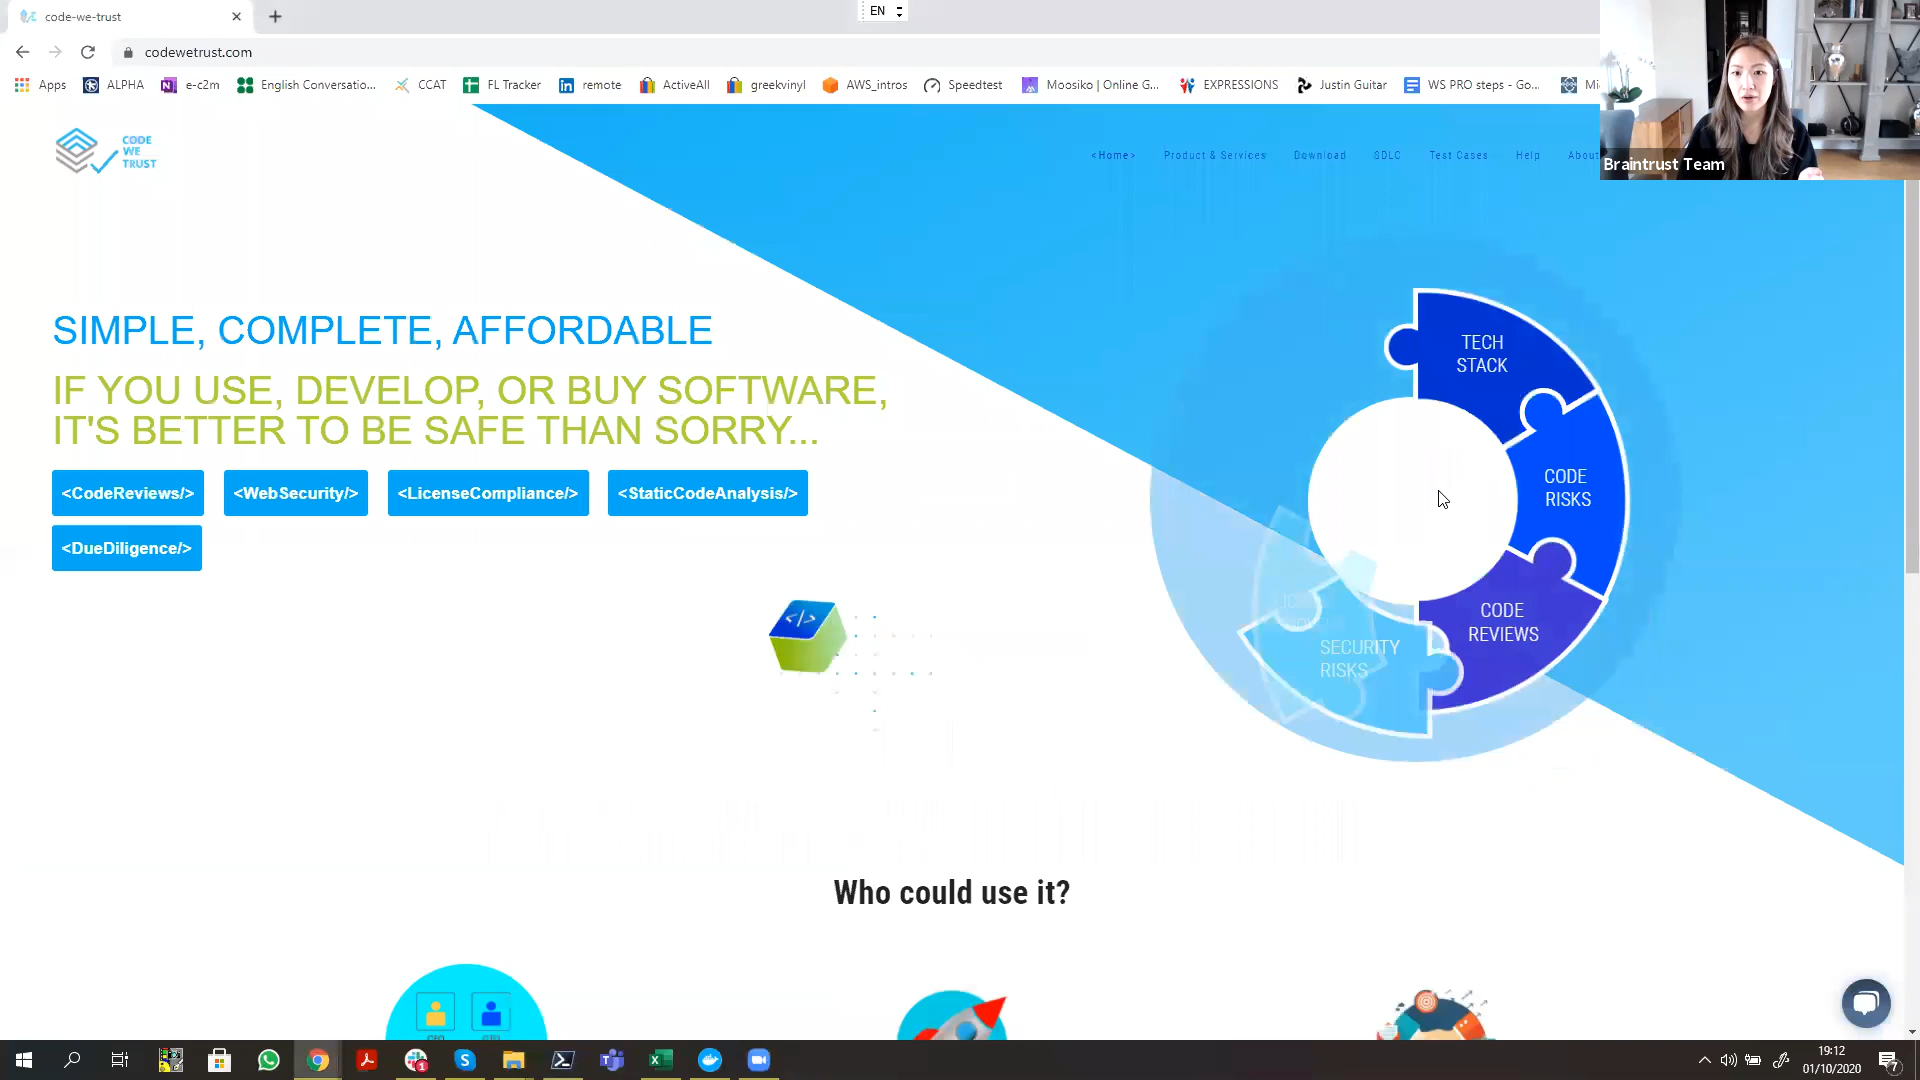 code-we-trust
EN
codewetrust.com
Apps
ALPHA
e-c2m
English Conversatio...
CCAT
FL Tracker
remote
ActiveAll
greekvinyl
AWS_intros
Speedtest
Moosiko | Online G...
EXPRESSIONS
Justin Guitar
WS PRO steps - Go...
Braintrust Team
CODE
WE
TRUST
<Home>
Product & Services
Download
SDLC
Test Cases
Help
About
SIMPLE, COMPLETE, AFFORDABLE
IF YOU USE, DEVELOP, OR BUY SOFTWARE,
IT'S BETTER TO BE SAFE THAN SORRY...
<CodeReviews/>
<WebSecurity/>
<LicenseCompliance/>
<StaticCodeAnalysis/>
<DueDiligence/>
</>
TECH
STACK
CODE
RISKS
CODE
REVIEWS
SECURITY
RISKS
Who could use it?
19:12
01/10/2020